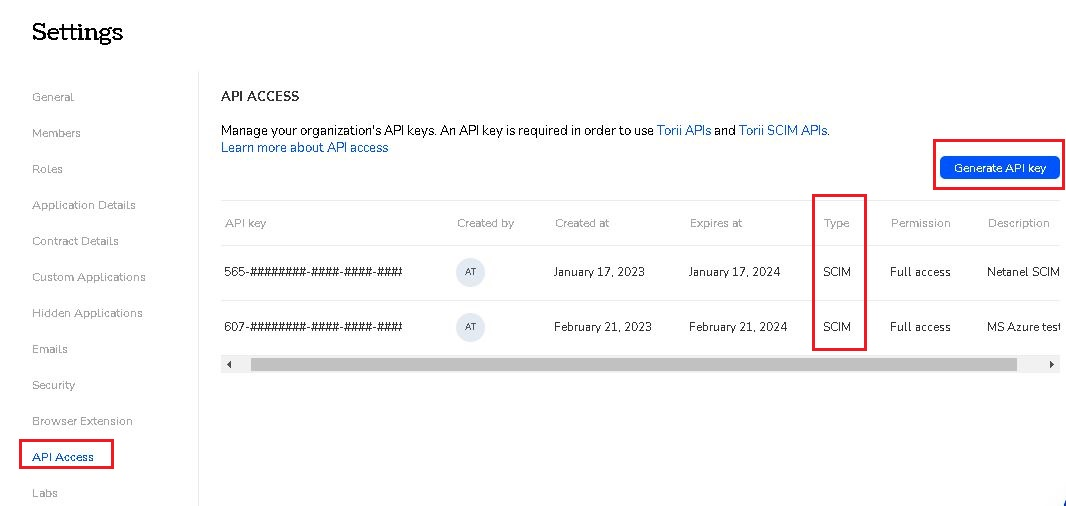 Settings
General
Members
Roles
Application Details
Contract Details
Custom Applications
Hidden Applications
Emails
Security
Browser Extension
API Access
Labs
API ACCESS
Manage your organization's API keys. An API key is required in order to use Torii APIs and Torii SCIM APIs.
Learn more about API access
Generate API key
API key Created by Created at Expires at Type Permission Description
565-########-####-####-#### AT January 17, 2023 January 17, 2024 SCIM Full access Netanel SCIM
607-########-####-####-#### AT February 21, 2023 February 21, 2024 SCIM Full access MS Azure test